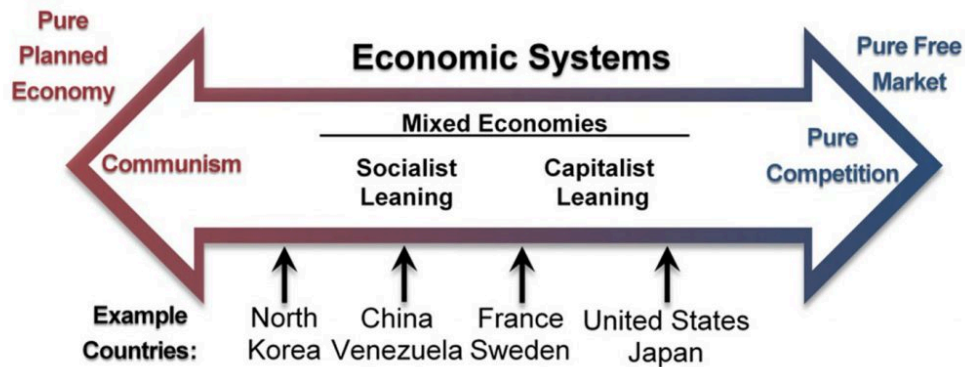 Pure
Planned
Economy
Economic Systems
Pure Free
Market
Mixed Economies
Communism
Socialist
Leaning
Capitalist
Leaning
Pure
Competition
Example
Countries:
North
Korea
China
Venezuela
France
Sweden
United States
Japan